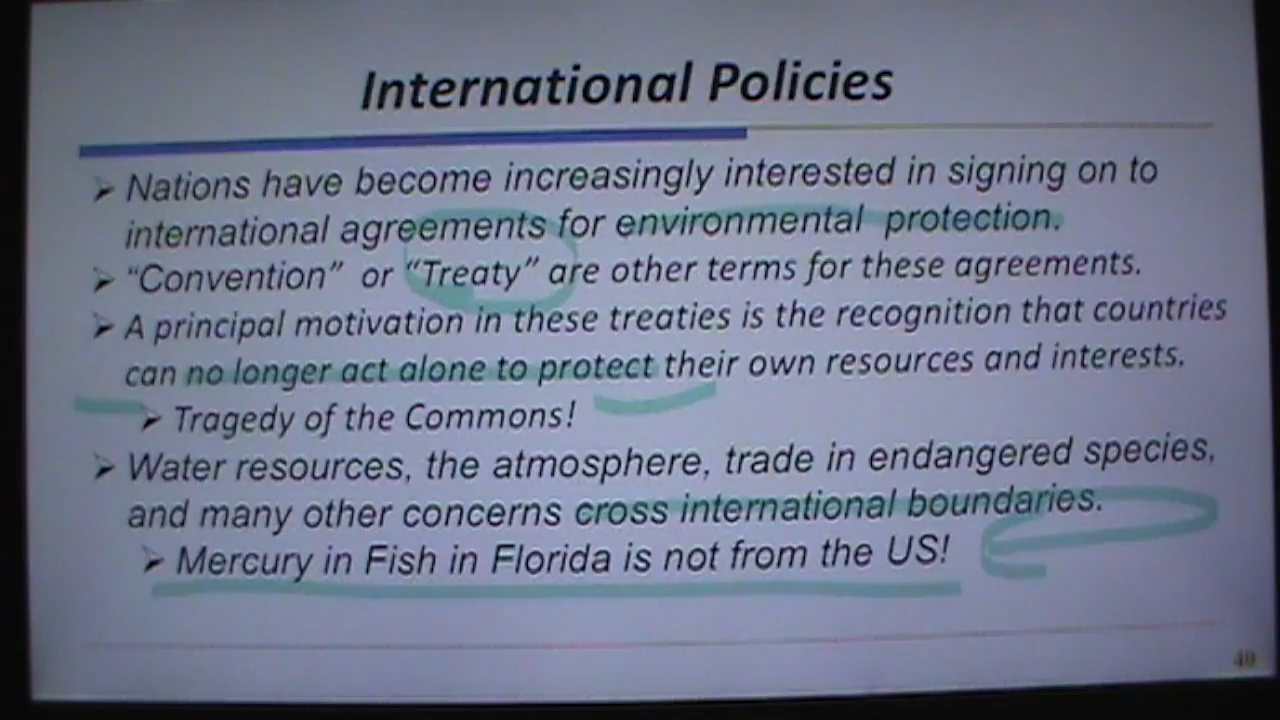 International Policies
➢ Nations have become increasingly interested in signing on to
international agreements for environmental protection.
➢ “Convention” or “Treaty” are other terms for these agreements.
➢ A principal motivation in these treaties is the recognition that countries
can no longer act alone to protect their own resources and interests.
➢ Tragedy of the Commons!
➢ Water resources, the atmosphere, trade in endangered species,
and many other concerns cross international boundaries.
➢ Mercury in Fish in Florida is not from the US!
40